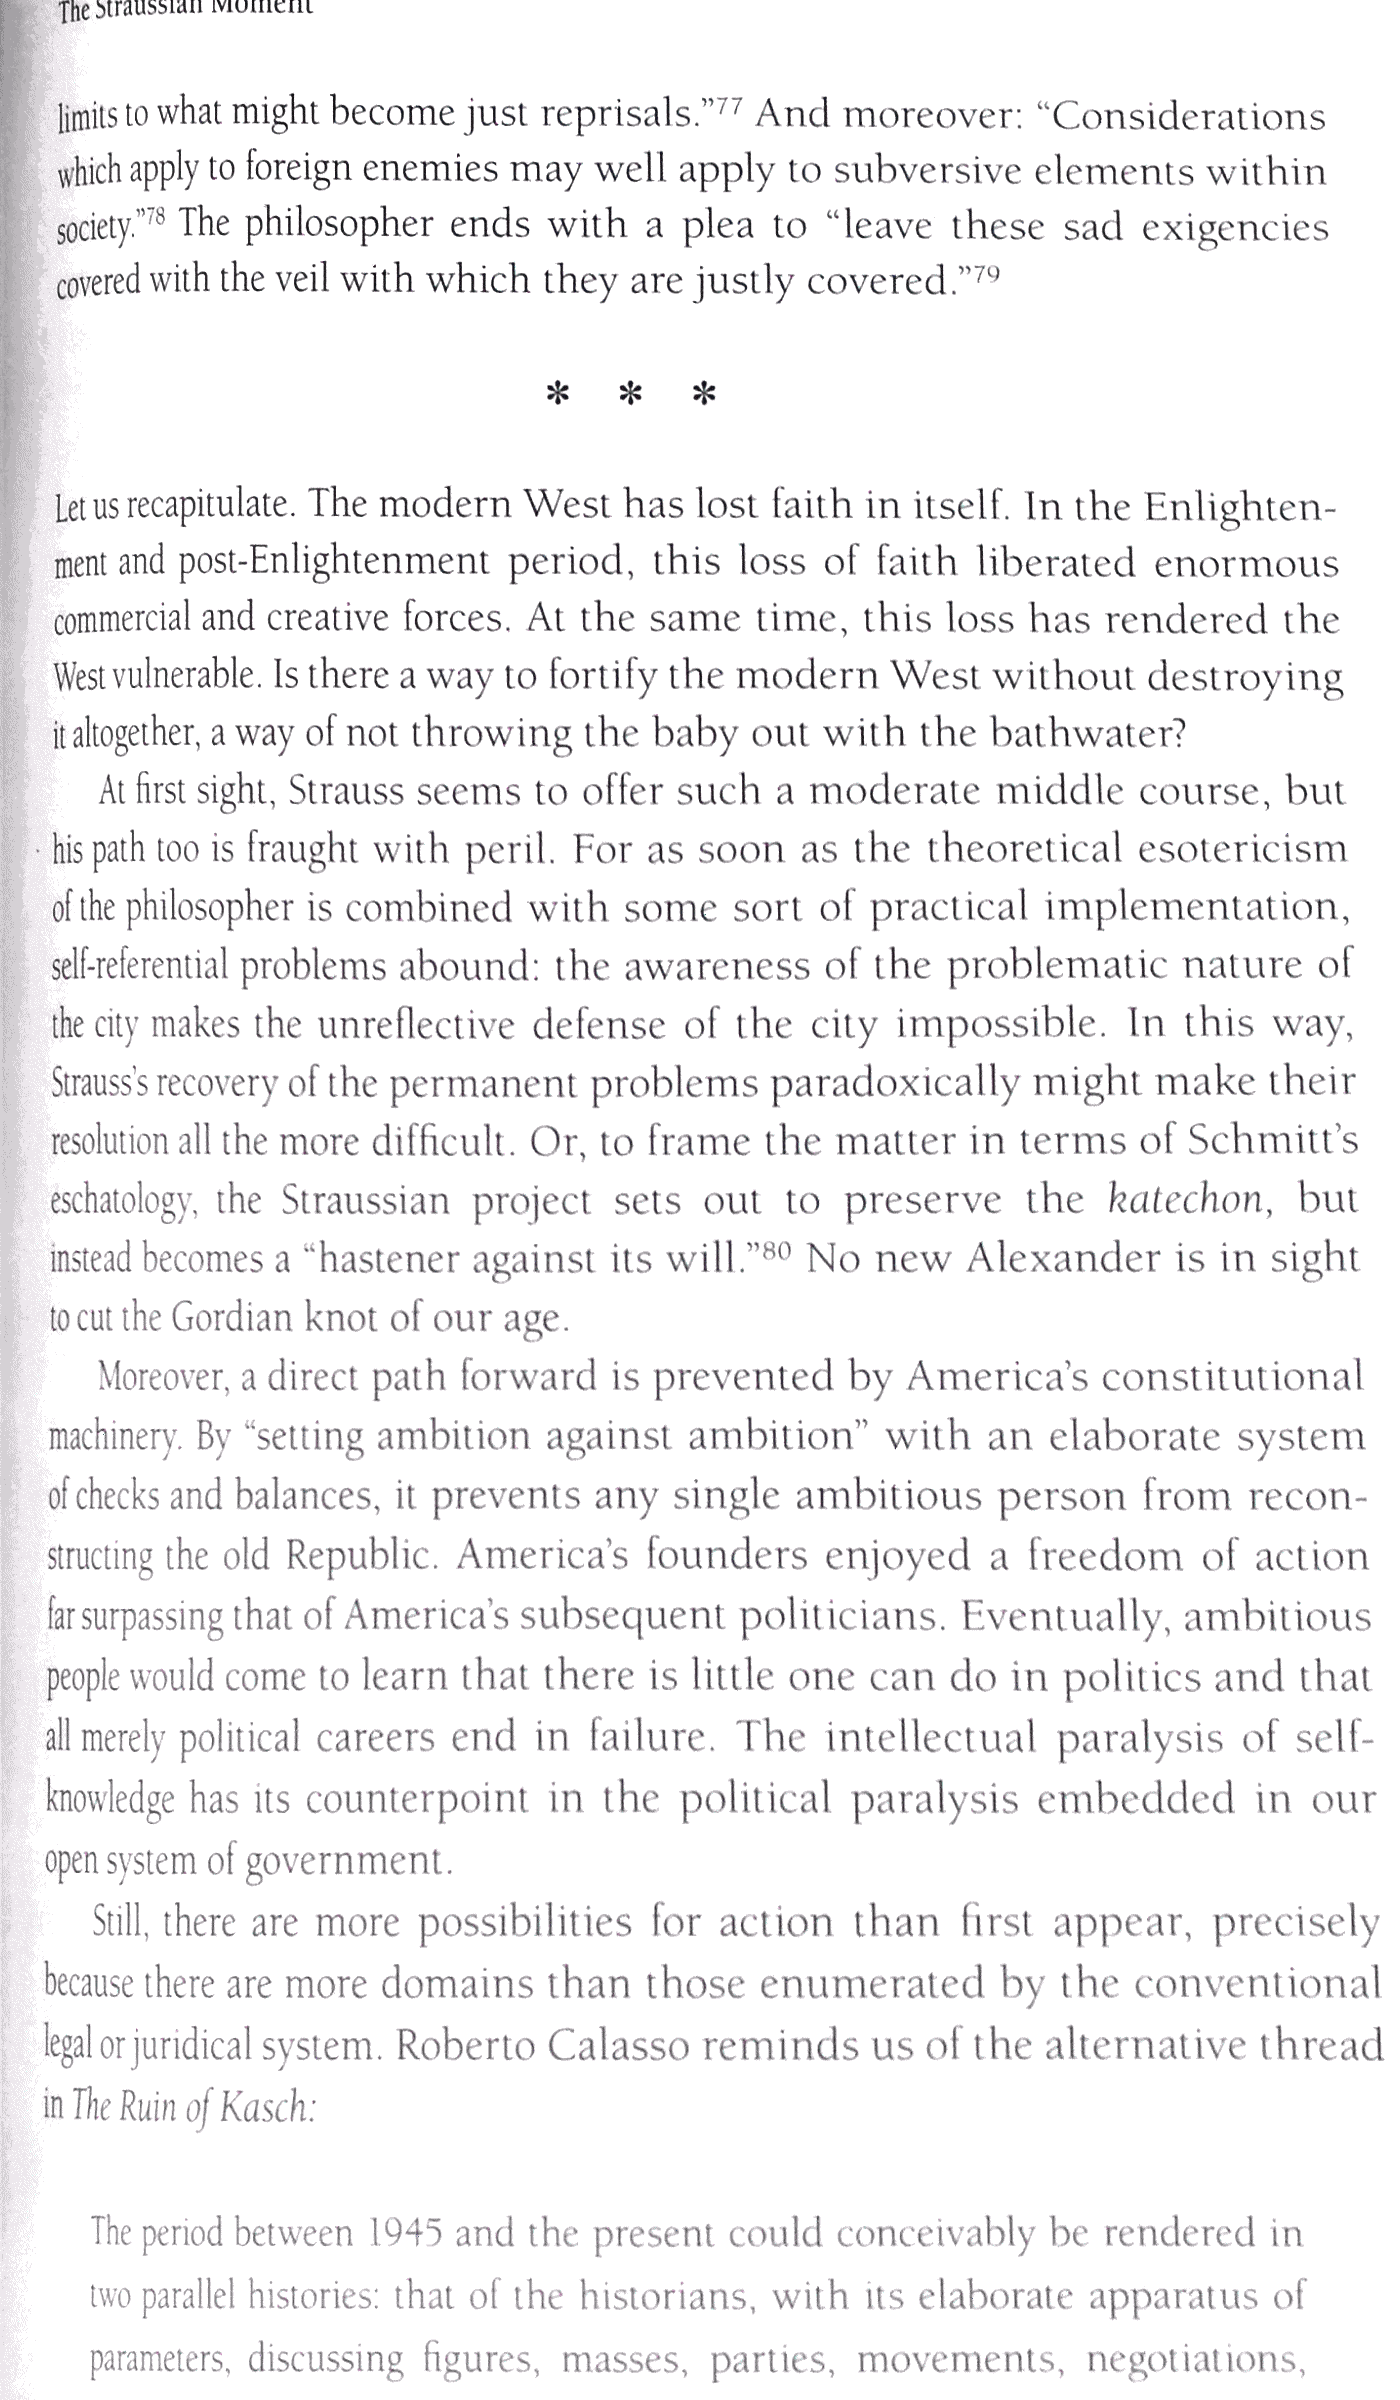 The Straussian Moment
limits to what might become just reprisals.”77 And moreover: “Considerations
which apply to foreign enemies may well apply to subversive elements within
society.”78 The philosopher ends with a plea to “leave these sad exigencies
covered with the veil with which they are justly covered.”79
* * *
Let us recapitulate. The modern West has lost faith in itself. In the Enlighten-
ment and post-Enlightenment period, this loss of faith liberated enormous
commercial and creative forces. At the same time, this loss has rendered the
West vulnerable. Is there a way to fortify the modern West without destroying
it altogether, a way of not throwing the baby out with the bathwater?
At first sight, Strauss seems to offer such a moderate middle course, but
his path too is fraught with peril. For as soon as the theoretical esotericism
of the philosopher is combined with some sort of practical implementation,
self-referential problems abound: the awareness of the problematic nature of
the city makes the unreflective defense of the city impossible. In this way,
Strauss’s recovery of the permanent problems paradoxically might make their
resolution all the more difficult. Or, to frame the matter in terms of Schmitt’s
eschatology, the Straussian project sets out to preserve the katechon, but
instead becomes a “hastener against its will.”80 No new Alexander is in sight
to cut the Gordian knot of our age.
Moreover, a direct path forward is prevented by America’s constitutional
machinery. By “setting ambition against ambition” with an elaborate system
of checks and balances, it prevents any single ambitious person from recon-
structing the old Republic. America’s founders enjoyed a freedom of action
far surpassing that of America’s subsequent politicians. Eventually, ambitious
people would come to learn that there is little one can do in politics and that
all merely political careers end in failure. The intellectual paralysis of self-
knowledge has its counterpoint in the political paralysis embedded in our
open system of government.
Still, there are more possibilities for action than first appear, precisely
because there are more domains than those enumerated by the conventional
legal or juridical system. Roberto Calasso reminds us of the alternative thread
in The Ruin of Kasch:
The period between 1945 and the present could conceivably be rendered in
two parallel histories: that of the historians, with its elaborate apparatus of
parameters, discussing figures, masses, parties, movements, negotiations,